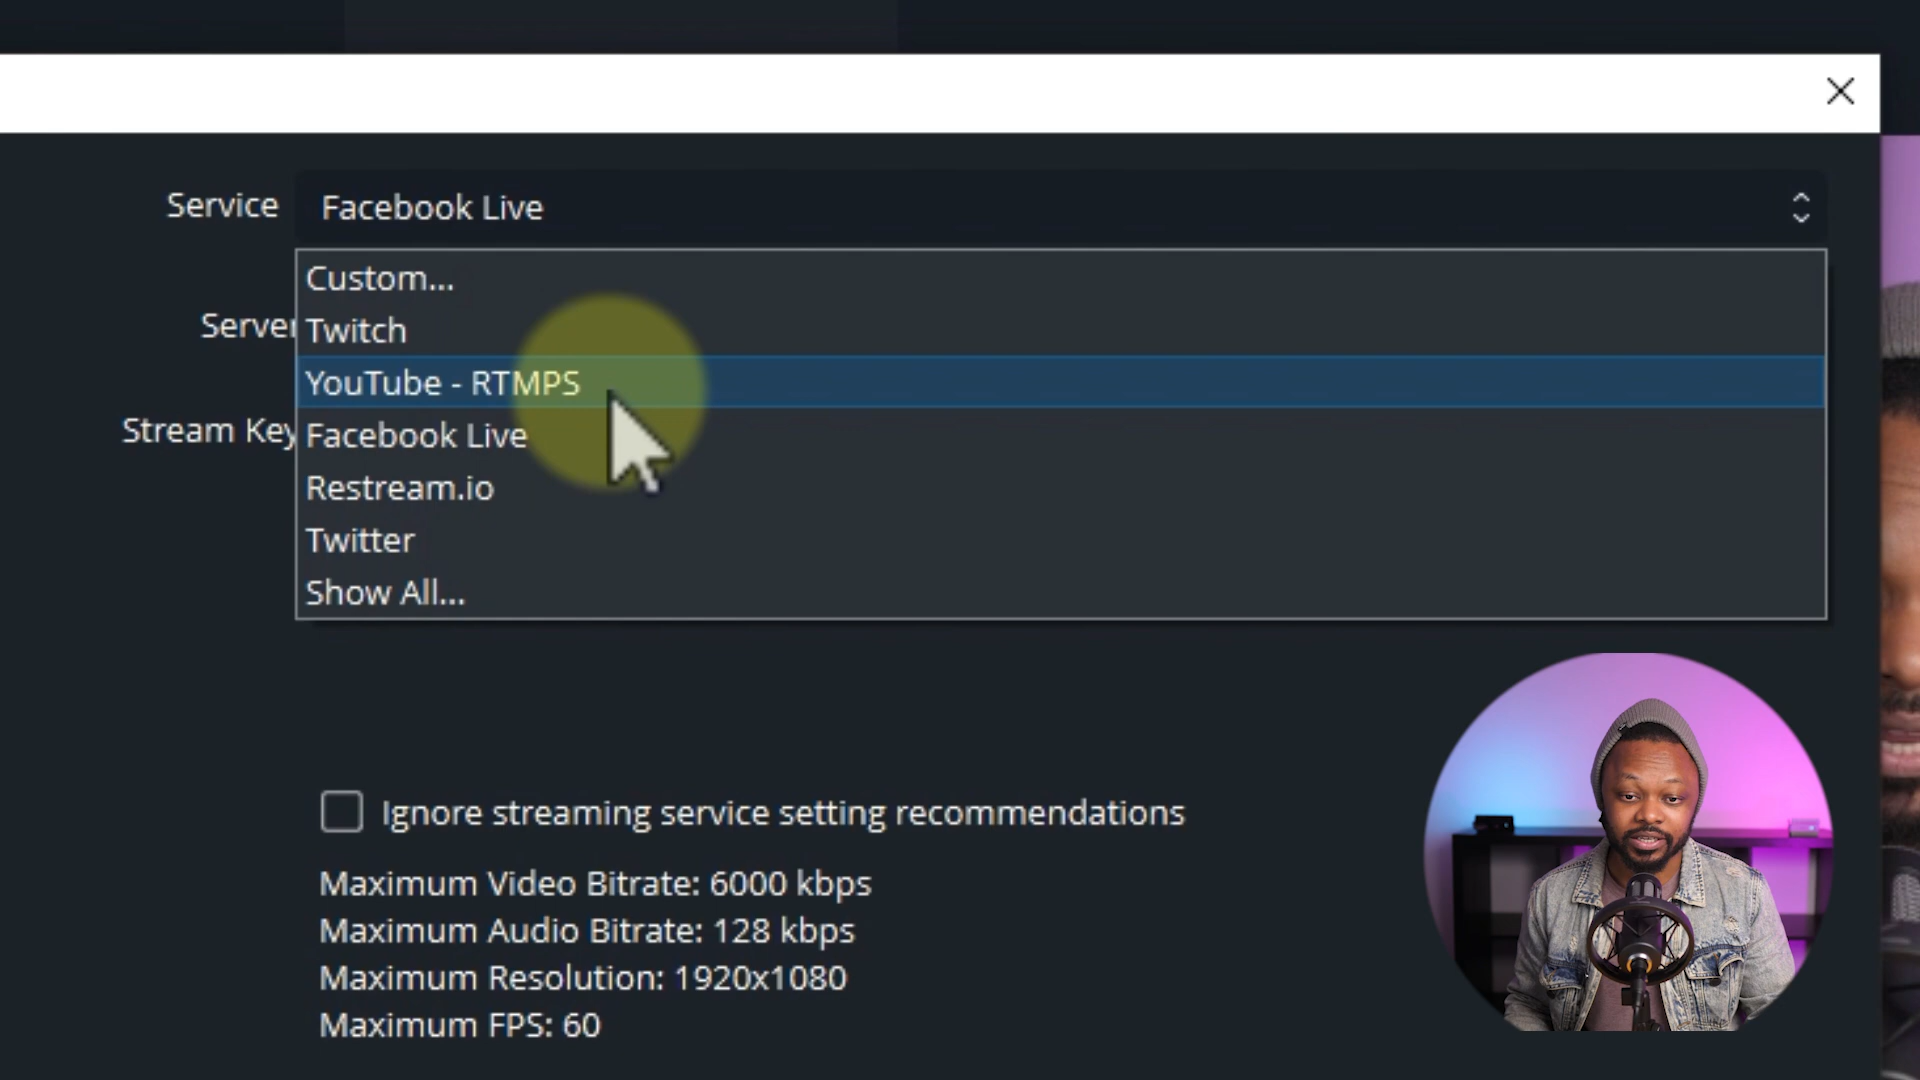 Service
Facebook Live
Custom...
Server
Twitch
YouTube - RTMPS
Stream Key
Facebook Live
Restream.io
Twitter
Show All...
Ignore streaming service setting recommendations
Maximum Video Bitrate: 6000 kbps
Maximum Audio Bitrate: 128 kbps
Maximum Resolution: 1920x1080
Maximum FPS: 60